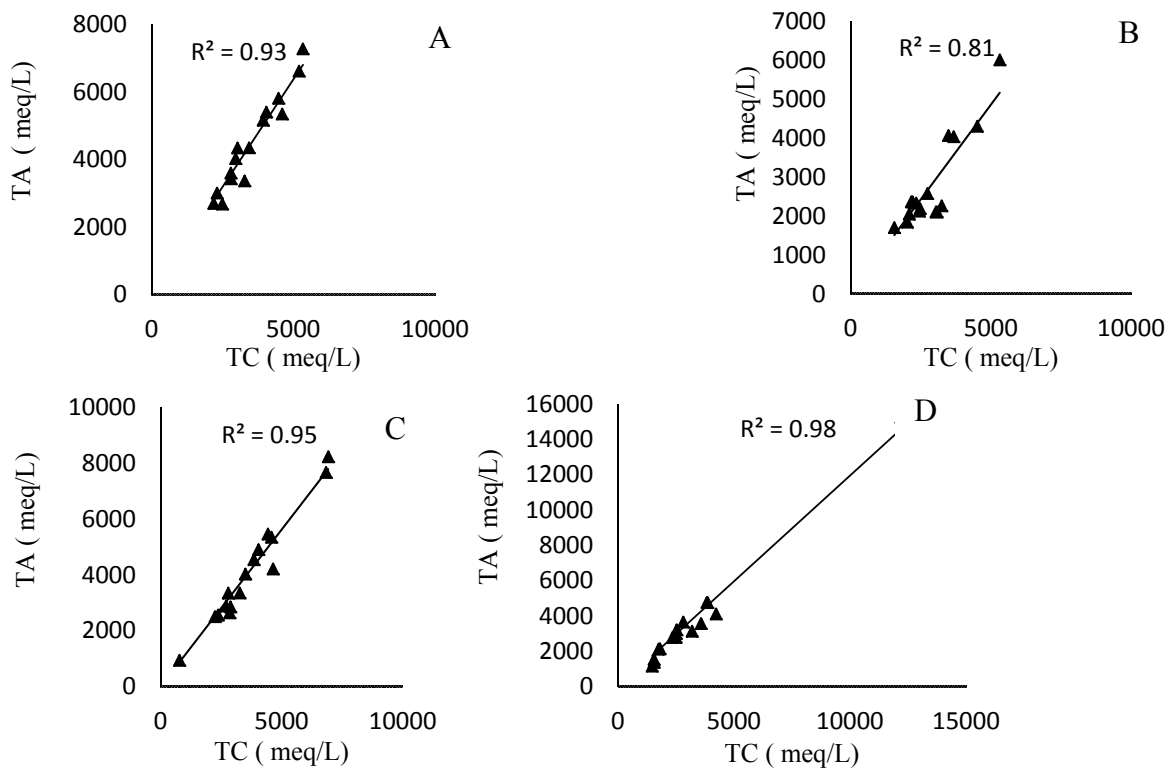 A
R² = 0.93
TA ( meq/L)
8000
6000
4000
2000
0
0 5000 10000
TC ( meq/L)
B
R² = 0.81
TA ( meq/L)
7000
6000
5000
4000
3000
2000
1000
0
0 5000 10000
TC ( meq/L)
C
R² = 0.95
TA ( meq/L)
10000
8000
6000
4000
2000
0
0 5000 10000
TC ( meq/L)
D
R² = 0.98
TA ( meq/L)
16000
14000
12000
10000
8000
6000
4000
2000
0
0 5000 10000 15000
TC ( meq/L)